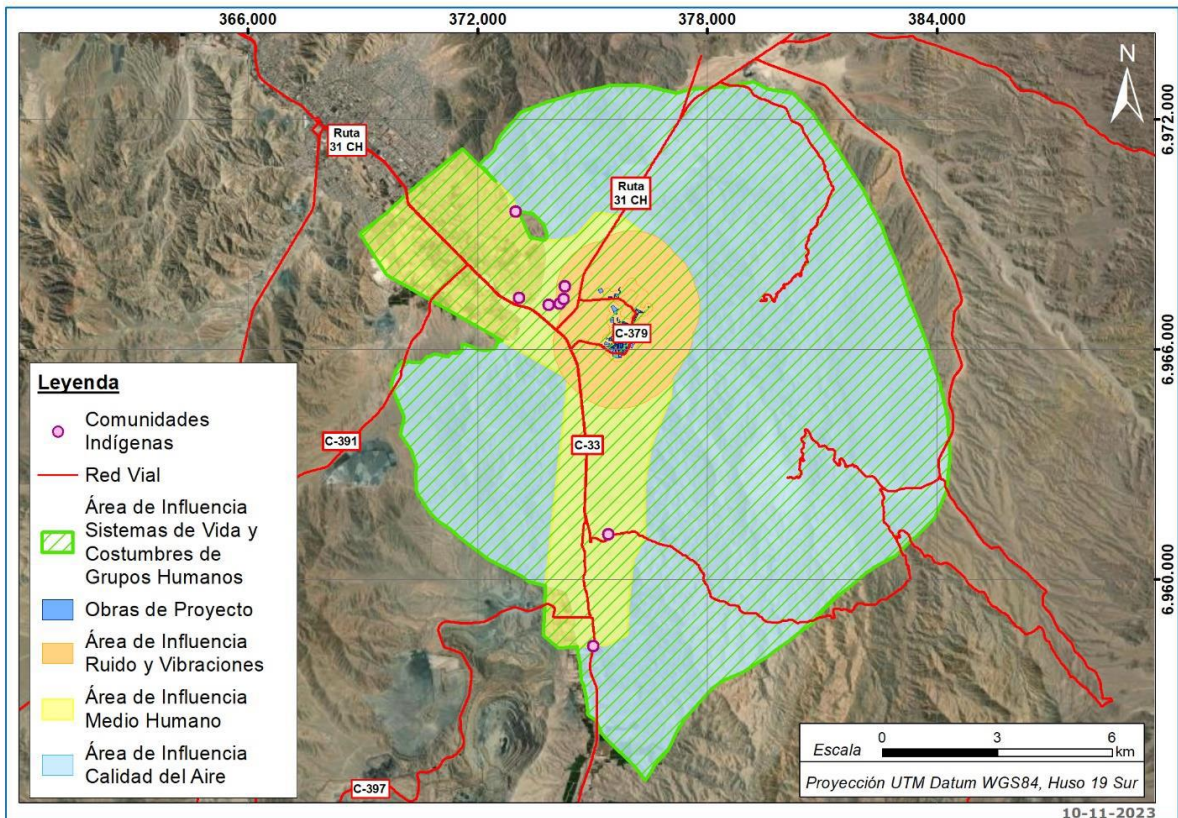 366.000
372.000
378.000
384.000
N
6.972.000
6.966.000
6.960.000
Ruta
31 CH
Ruta
31 CH
C-379
C-33
C-391
C-397
Leyenda
Comunidades
Indígenas
Red Vial
Área de Influencia
Sistemas de Vida y
Costumbres de
Grupos Humanos
Obras de Proyecto
Área de Influencia
Ruido y Vibraciones
Área de Influencia
Medio Humano
Área de Influencia
Calidad del Aire
Escala
0 3 6
km
Proyección UTM Datum WGS84, Huso 19 Sur
10-11-2023